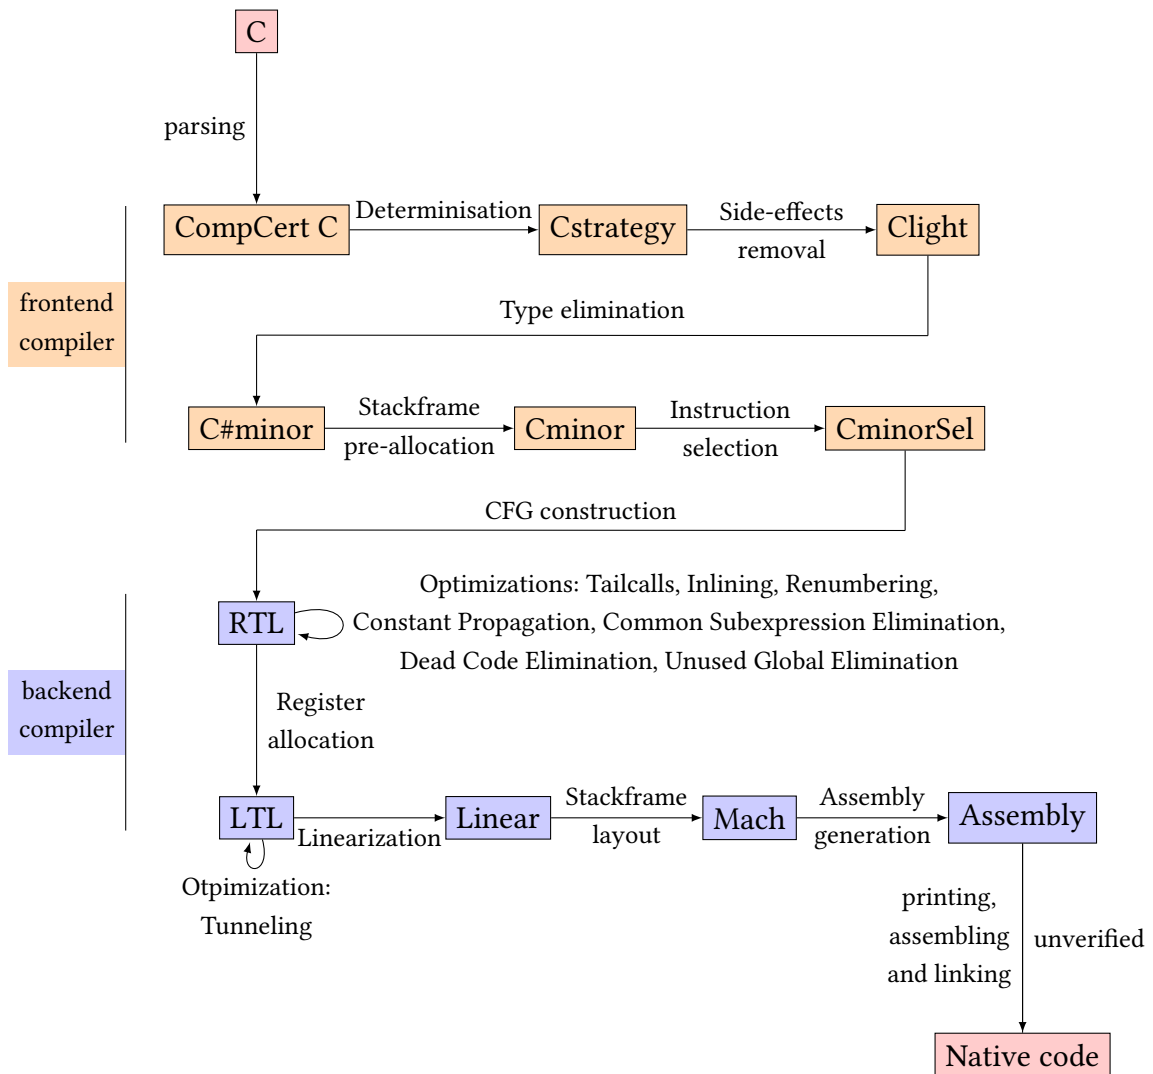 C
parsing
CompCert C
Determinisation
Cstrategy
Side-effects
removal
Clight
frontend
compiler
Type elimination
C#minor
Stackframe
pre-allocation
Cminor
Instruction
selection
CminorSel
CFG construction
RTL
Optimizations: Tailcalls, Inlining, Renumbering,
Constant Propagation, Common Subexpression Elimination,
Dead Code Elimination, Unused Global Elimination
backend
compiler
Register
allocation
LTL
Linearization
Linear
Stackframe
layout
Mach
Assembly
generation
Assembly
Otpimization:
Tunneling
printing,
assembling
and linking
unverified
Native code